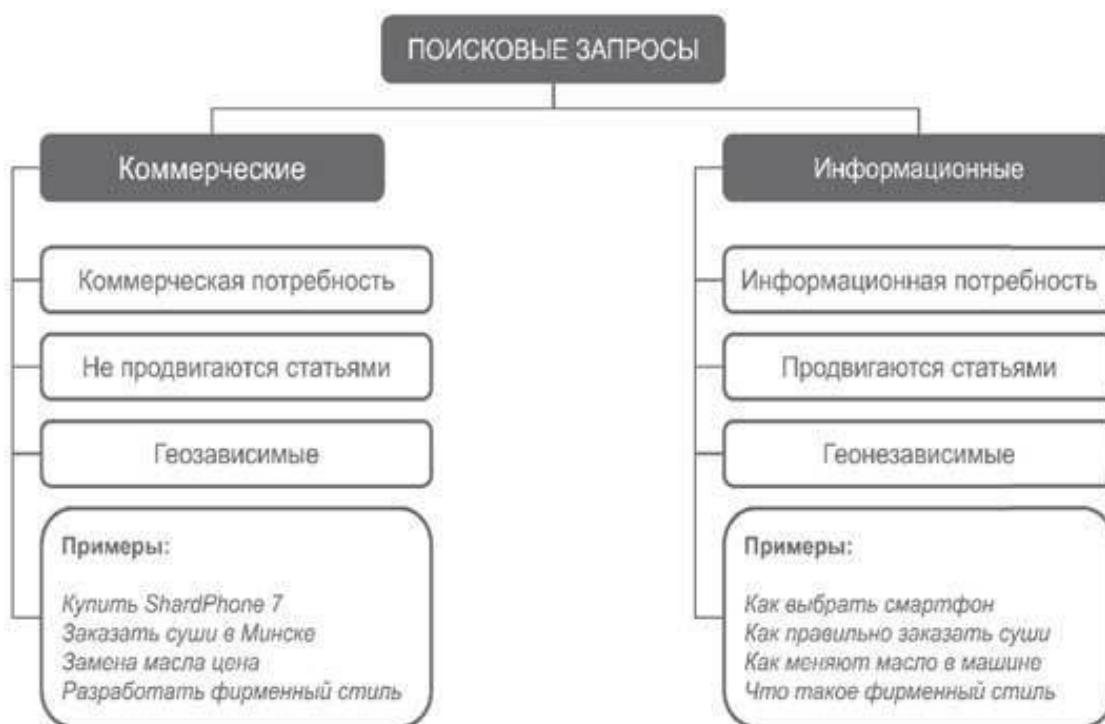 ПОИСКОВЫЕ ЗАПРОСЫ
Коммерческие
Коммерческая потребность
Не продвигаются статьями
Геозависимые
Примеры:
Купить ShardPhone 7
Заказать суши в Минске
Замена масла цена
Разработать фирменный стиль
Информационные
Информационная потребность
Продвигаются статьями
Геонезависимые
Примеры:
Как выбрать смартфон
Как правильно заказать суши
Как меняют масло в машине
Что такое фирменный стиль